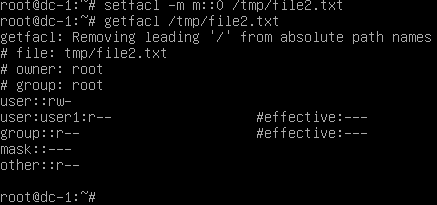 root@dc-1:~# setfacl -m m::0 /tmp/file2.txt
root@dc-1:~# getfacl /tmp/file2.txt
getfacl: Removing leading '/' from absolute path names
# file: tmp/file2.txt
# owner: root
# group: root
user::rw-
user:user1:r-- #effective:---
group::r-- #effective:---
mask::---
other::r--
root@dc-1:~#